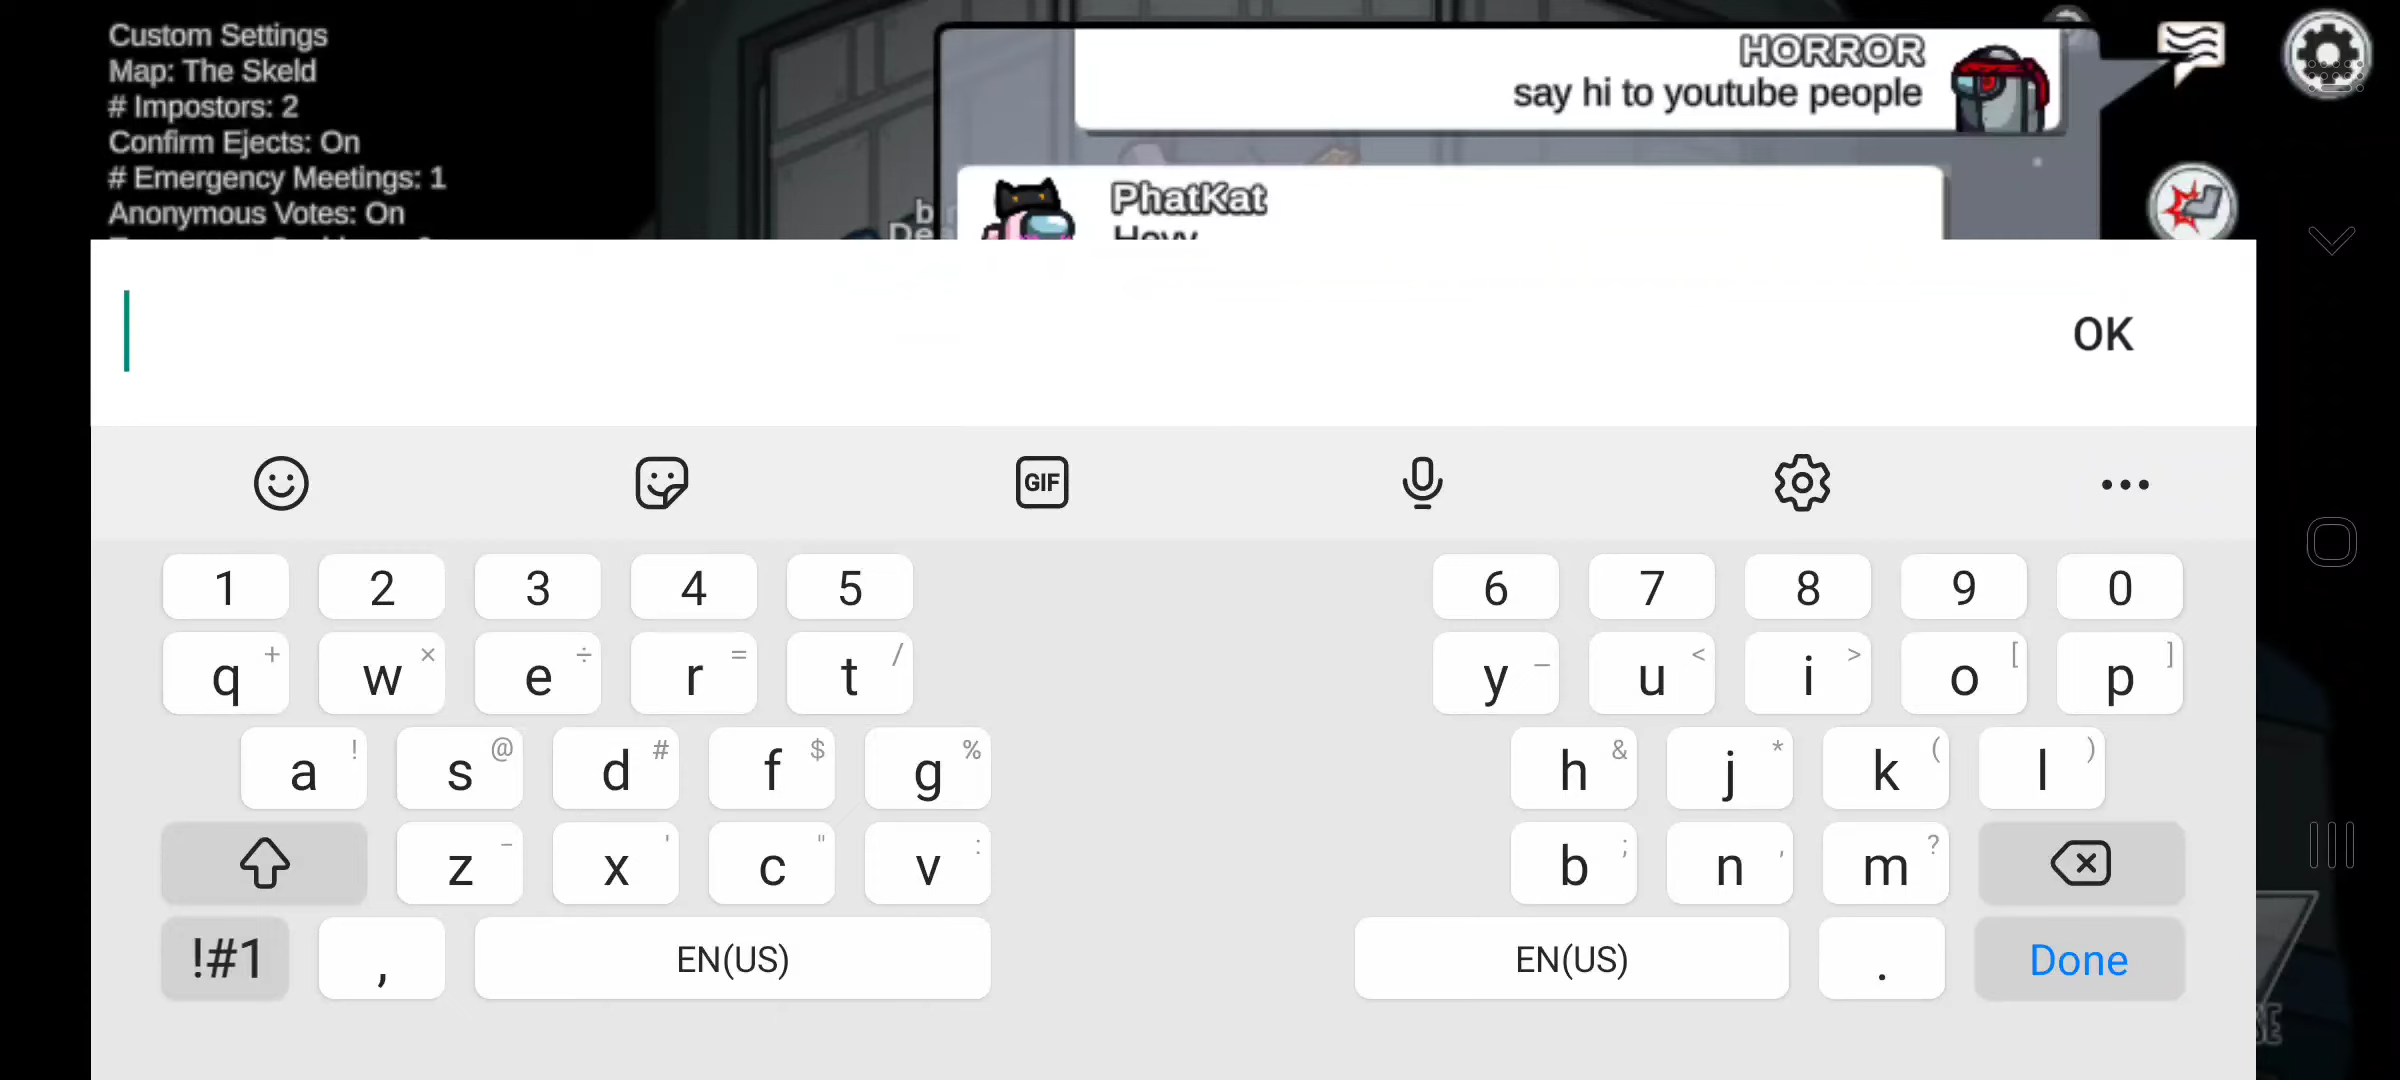 Custom Settings
Map: The Skeld
# Impostors: 2
Confirm Ejects: On
# Emergency Meetings: 1
Anonymous Votes: On
HORROR
say hi to youtube people
PhatKat
OK
GIF
1 2 3 4 5 6 7 8 9 0
q + w × e ÷ r = t / y _ u < i > o [ p ]
a ! s @ d # f $ g % h & j * k ( l )
z - x ' c " v : b ; n , m ?
!#1 , EN(US) EN(US) . Done